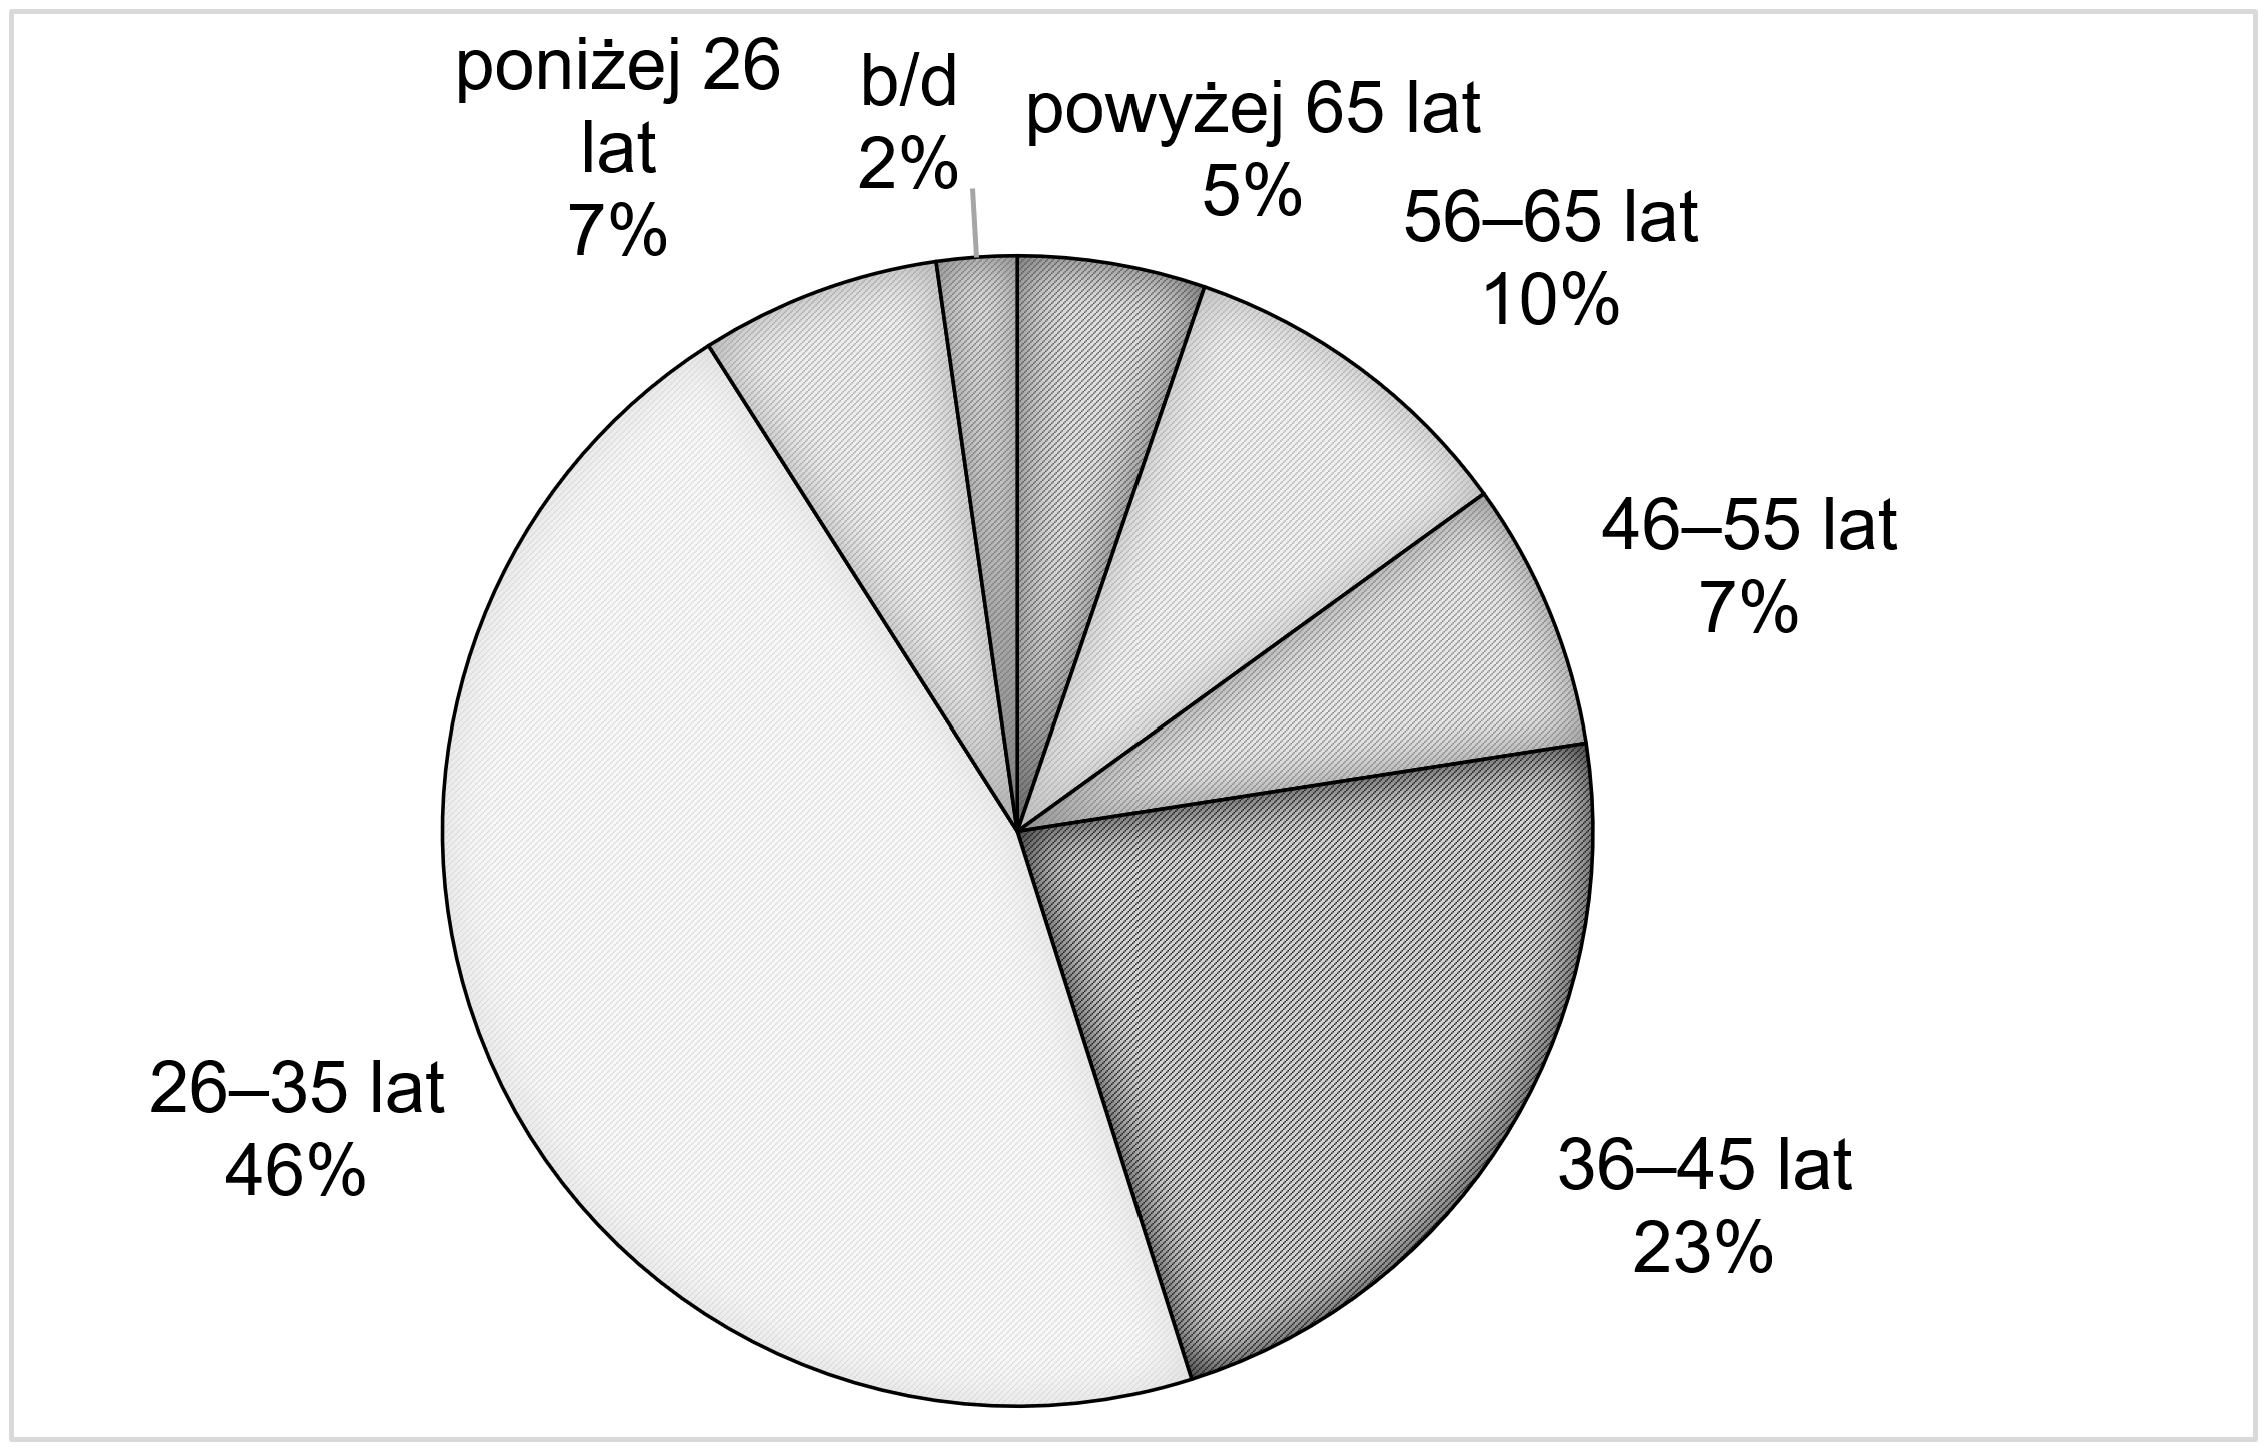 poniżej 26
lat
7%
b/d
2%
powyżej 65 lat
5%
56–65 lat
10%
46–55 lat
7%
36–45 lat
23%
26–35 lat
46%